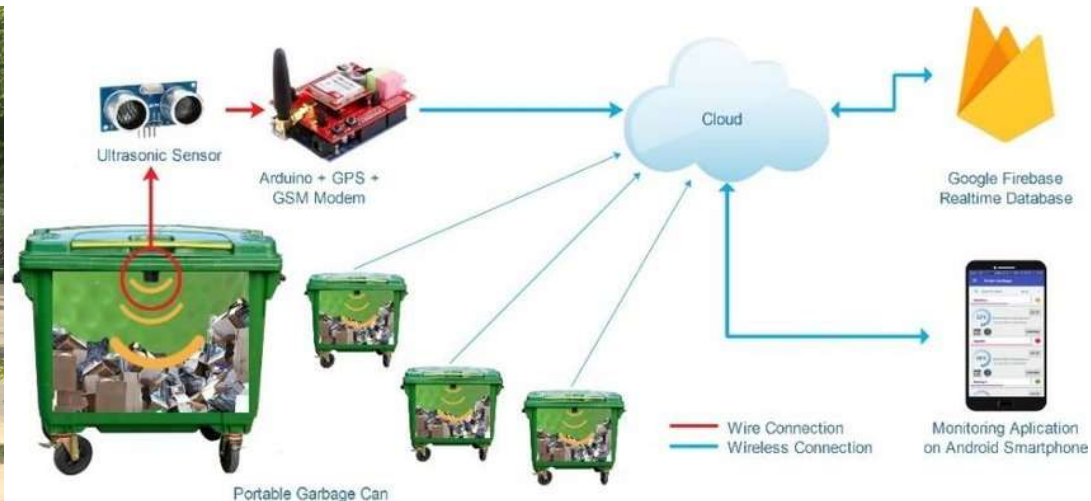 Ultrasonic Sensor
Arduino + GPS +
GSM Modem
Cloud
Google Firebase
Realtime Database
Wire Connection
Wireless Connection
Monitoring Aplication
on Android Smartphone
Portable Garbage Can